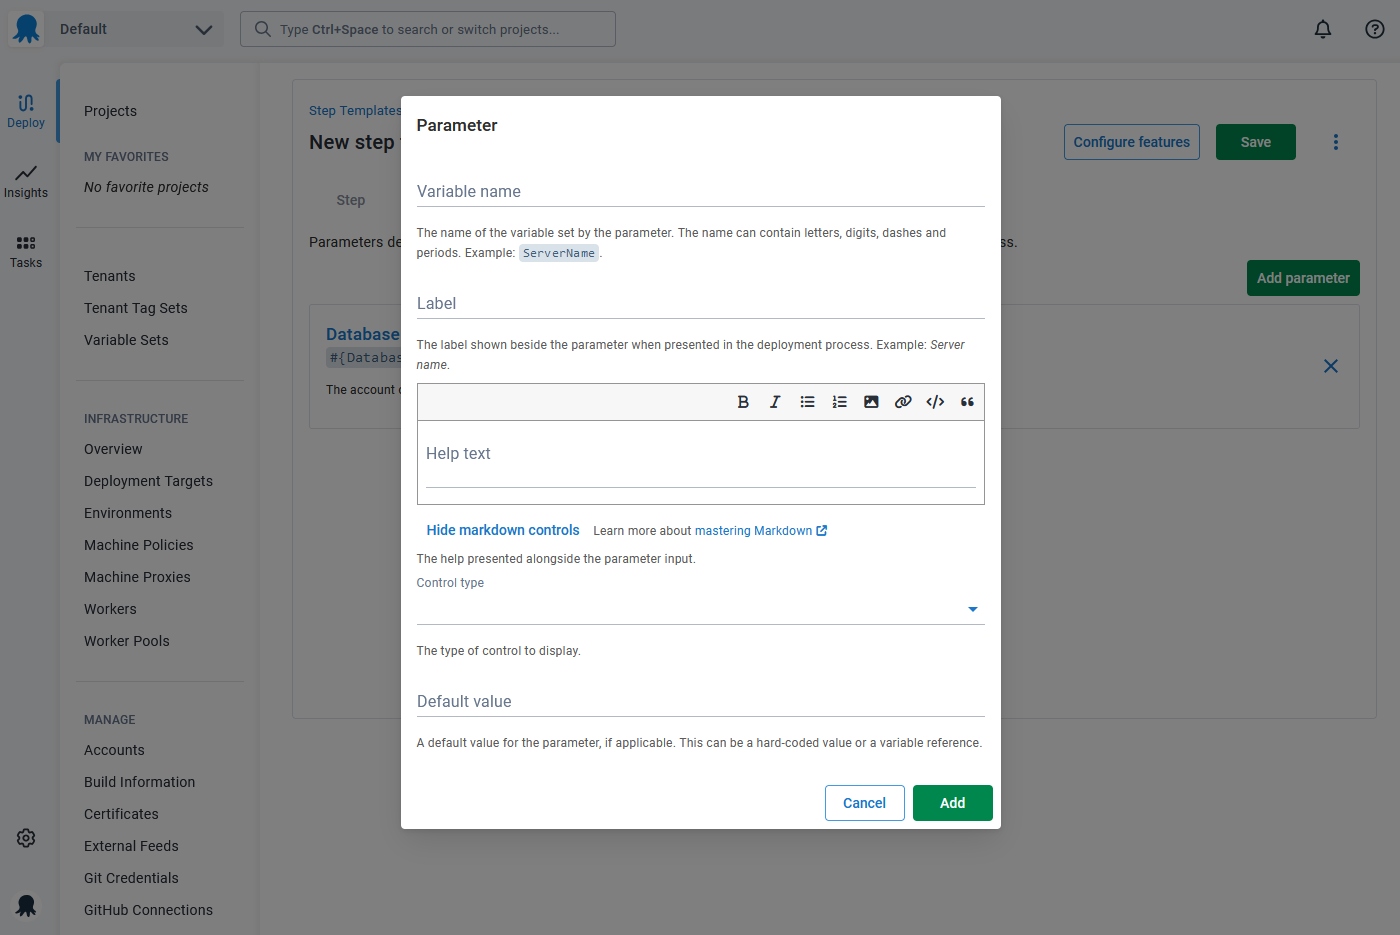 Default
Type Ctrl+Space to search or switch projects...
Deploy
Insights
Tasks
Projects
MY FAVORITES
No favorite projects
Tenants
Tenant Tag Sets
Variable Sets
INFRASTRUCTURE
Overview
Deployment Targets
Environments
Machine Policies
Machine Proxies
Workers
Worker Pools
MANAGE
Accounts
Build Information
Certificates
External Feeds
Git Credentials
GitHub Connections
Step Templates
New step
Configure features
Save
Step
Parameters de
ss.
Add parameter
Database
#{Databas
The account
Parameter
Variable name
The name of the variable set by the parameter. The name can contain letters, digits, dashes and
periods. Example: ServerName.
Label
The label shown beside the parameter when presented in the deployment process. Example: Server
name.
Help text
Hide markdown controls Learn more about mastering Markdown
The help presented alongside the parameter input.
Control type
The type of control to display.
Default value
A default value for the parameter, if applicable. This can be a hard-coded value or a variable reference.
Cancel
Add